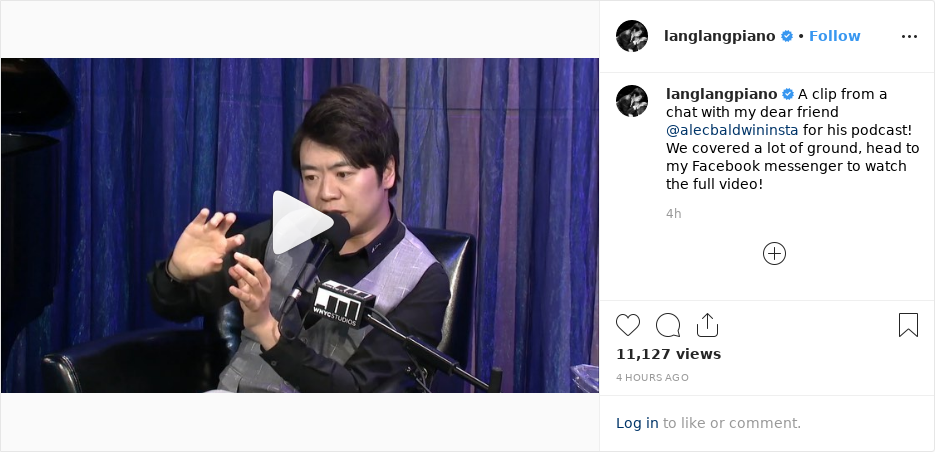 langlangpiano • Follow
langlangpiano A clip from a
chat with my dear friend
@alecbaldwininsta for his podcast!
We covered a lot of ground, head to
my Facebook messenger to watch
the full video!
4h
WNYCSTUDIOS
11,127 views
4 HOURS AGO
Log in to like or comment.